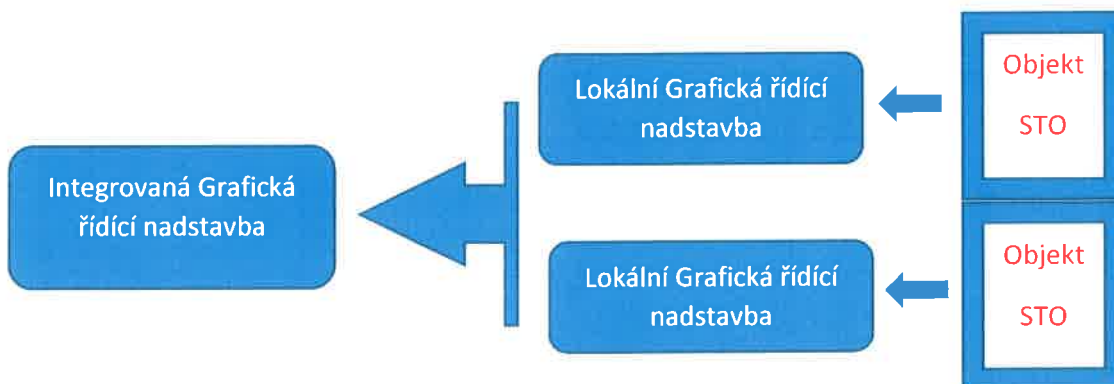 Integrovaná Grafická
řídící nadstavba
Lokální Grafická řídící
nadstavba
Lokální Grafická řídící
nadstavba
Objekt
STO
Objekt
STO